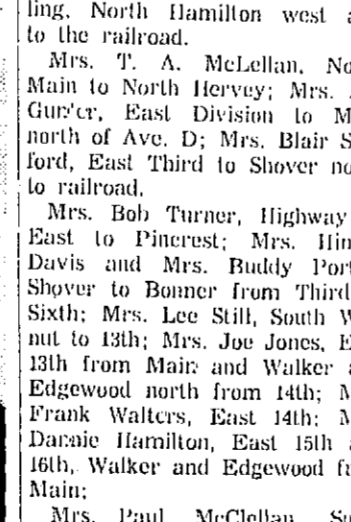 ling, North Hamilton west
to the railroad.
Mrs. T. A. McLellan, No
Main to North Hervey; Mrs.
East Division to M
north of Ave. D; Mrs. Blair S
ford, East Third to Shover no
to railroad.
Mrs. Bob Turner, Highway
East to Pincrest; Mrs. Him
Davis and Mrs. Buddy Port
Shover to Bonner from Third
Sixth; Mrs. Lee Still, South W
nut to 13th; Mrs. Joe Jones, E
13th from Main and Walker a
Edgewood north from 14th; M
Frank Walters, East 14th; M
Dannie Hamilton, East 15th a
16th, Walker and Edgewood f
Main;
Mrs. Paul McClellan, S